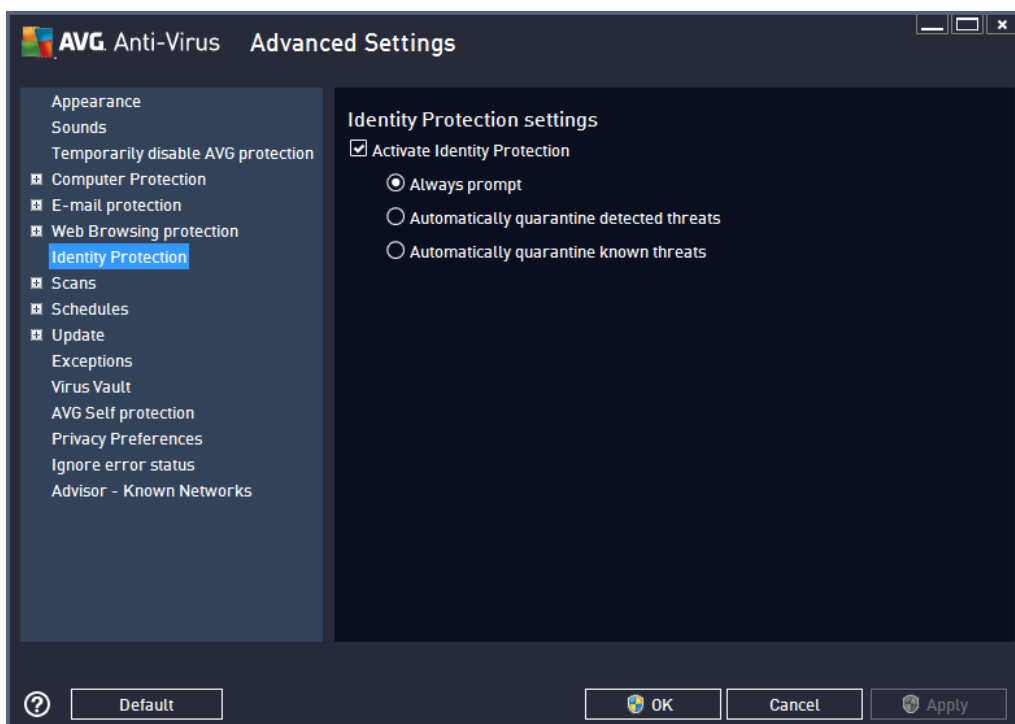 AVG. Anti-Virus Advanced Settings
Appearance
Sounds
Temporarily disable AVG protection
Computer Protection
E-mail protection
Web Browsing protection
Identity Protection
Scans
Schedules
Update
Exceptions
Virus Vault
AVG Self protection
Privacy Preferences
Ignore error status
Advisor - Known Networks
Identity Protection settings
Activate Identity Protection
Always prompt
Automatically quarantine detected threats
Automatically quarantine known threats
? Default OK Cancel Apply